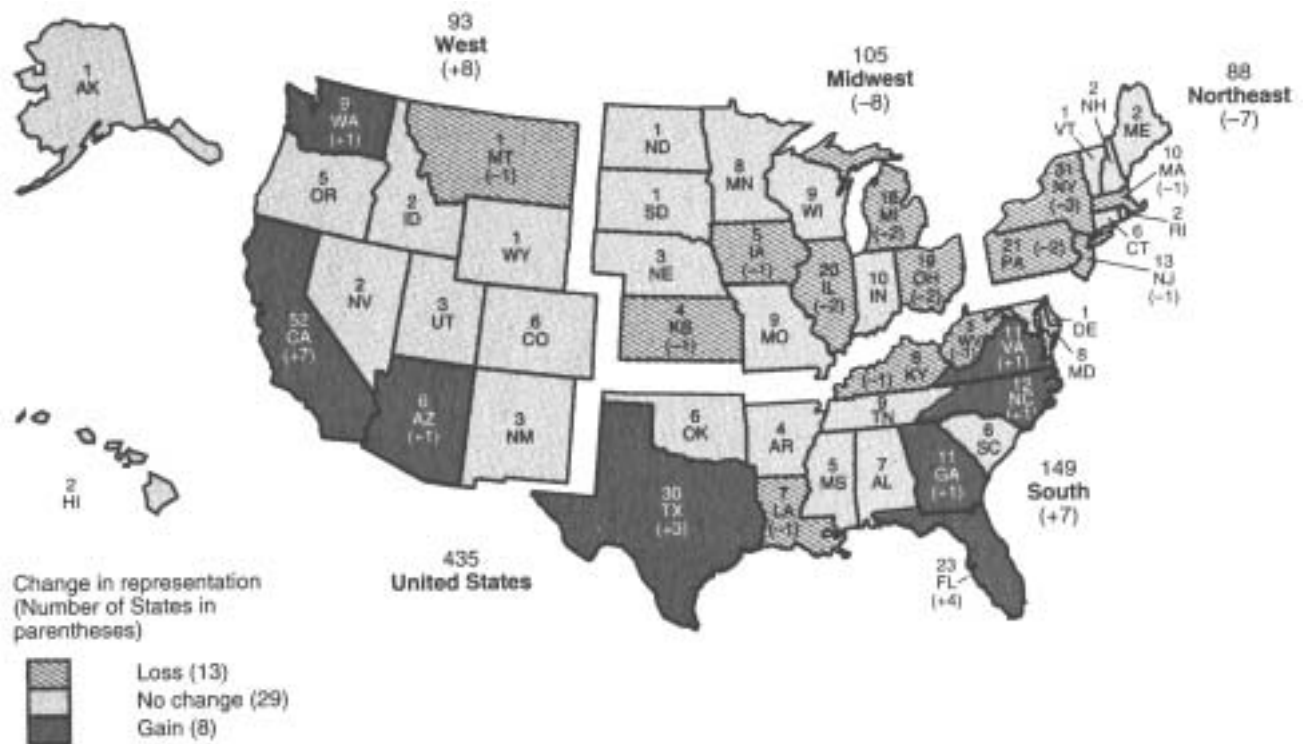 93
West
(+8)
105
Midwest
(−8)
88
Northeast
(−7)
1
AK
9
WA
(+1)
1
MT
(−1)
5
OR
2
ID
1
WY
2
NV
3
UT
6
CO
52
CA
(+7)
6
AZ
(+1)
3
NM
2
HI
1
ND
8
MN
1
SD
9
WI
16
MI
(−2)
3
NE
5
IA
(−1)
20
IL
(−2)
10
IN
19
OH
(−2)
4
KS
(−1)
9
MO
2
NH
1
VT
2
ME
10
MA
(−1)
31
NY
(−3)
2
RI
6
CT
21
PA
(−2)
13
NJ
(−1)
1
DE
8
MD
WV
11
VA
(+1)
6
KY
(−1)
12
NC
(+1)
9
TN
6
SC
6
OK
4
AR
5
MS
7
AL
11
GA
(+1)
30
TX
(+3)
7
LA
(−1)
23
FL
(+4)
149
South
(+7)
435
United States
Change in representation
(Number of States in
parentheses)
Loss (13)
No change (29)
Gain (8)